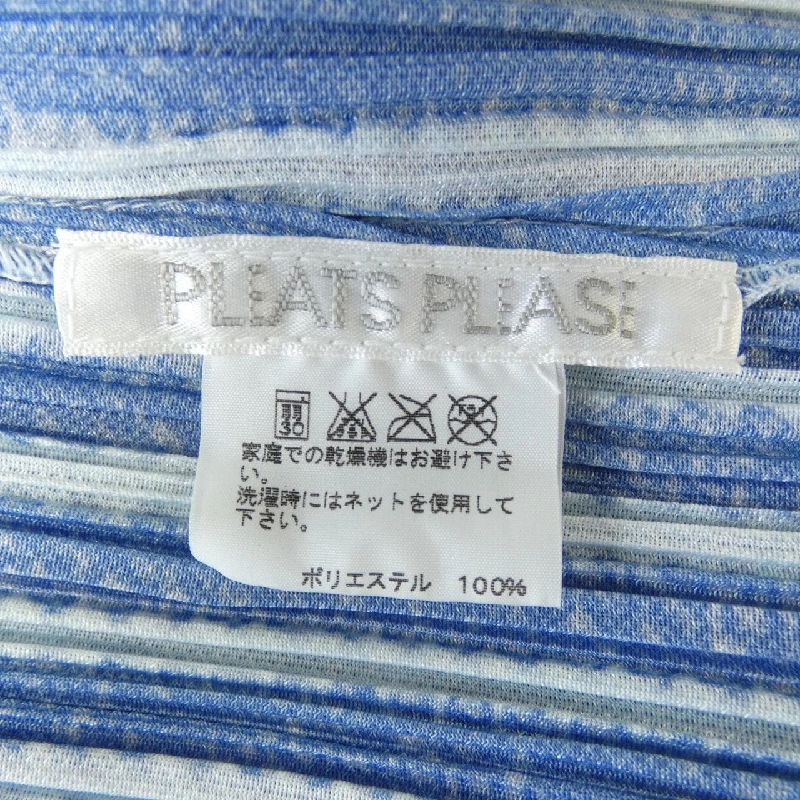 PLEATS PLEASE
弱
30
家庭での乾燥機はお避け下さ
い。
洗濯時にはネットを使用して
下さい。
ポリエステル 100%